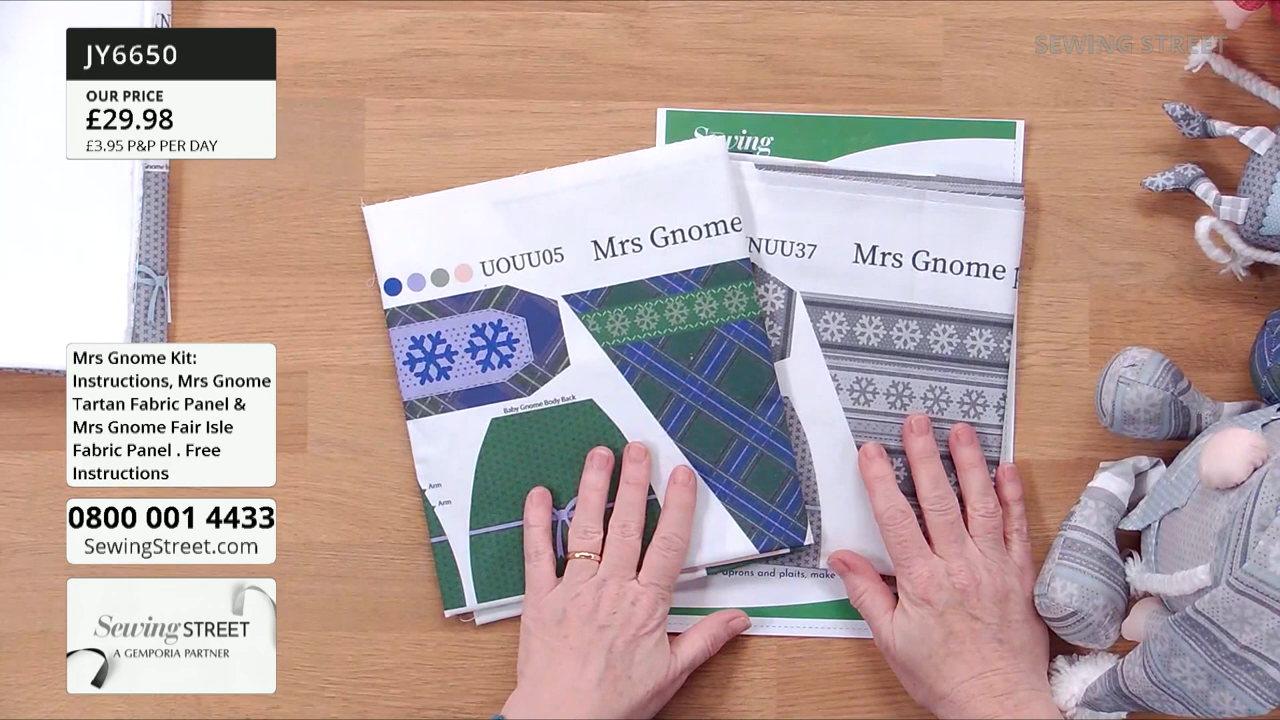 JY6650
OUR PRICE
£29.98
£3.95 P&P PER DAY
SEWING STREET
Sewing
UOUU05 Mrs Gnome
NUU37 Mrs Gnome
Baby Gnome Body Back
Arm
Arm
aprons and plaits, make
Mrs Gnome Kit:
Instructions, Mrs Gnome
Tartan Fabric Panel &
Mrs Gnome Fair Isle
Fabric Panel . Free
Instructions
0800 001 4433
SewingStreet.com
Sewing STREET
A GEMPORIA PARTNER